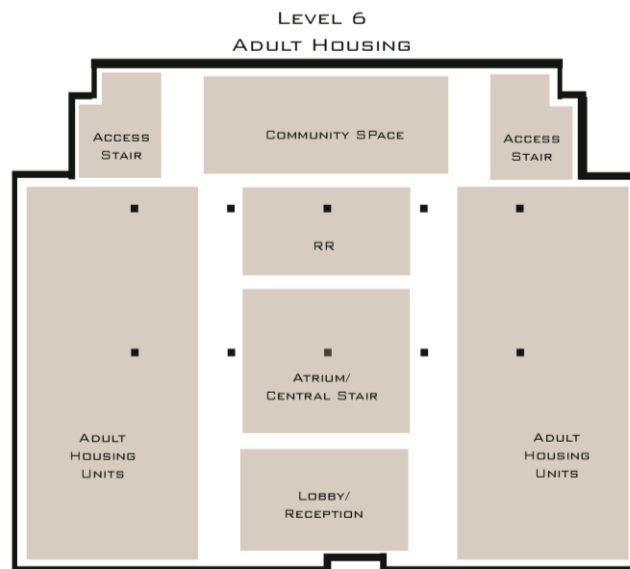 Level 6
Adult Housing
Access
Stair
Community SPace
Access
Stair
RR
Atrium/
Central Stair
Adult
Housing
Units
Adult
Housing
Units
Lobby/
Reception